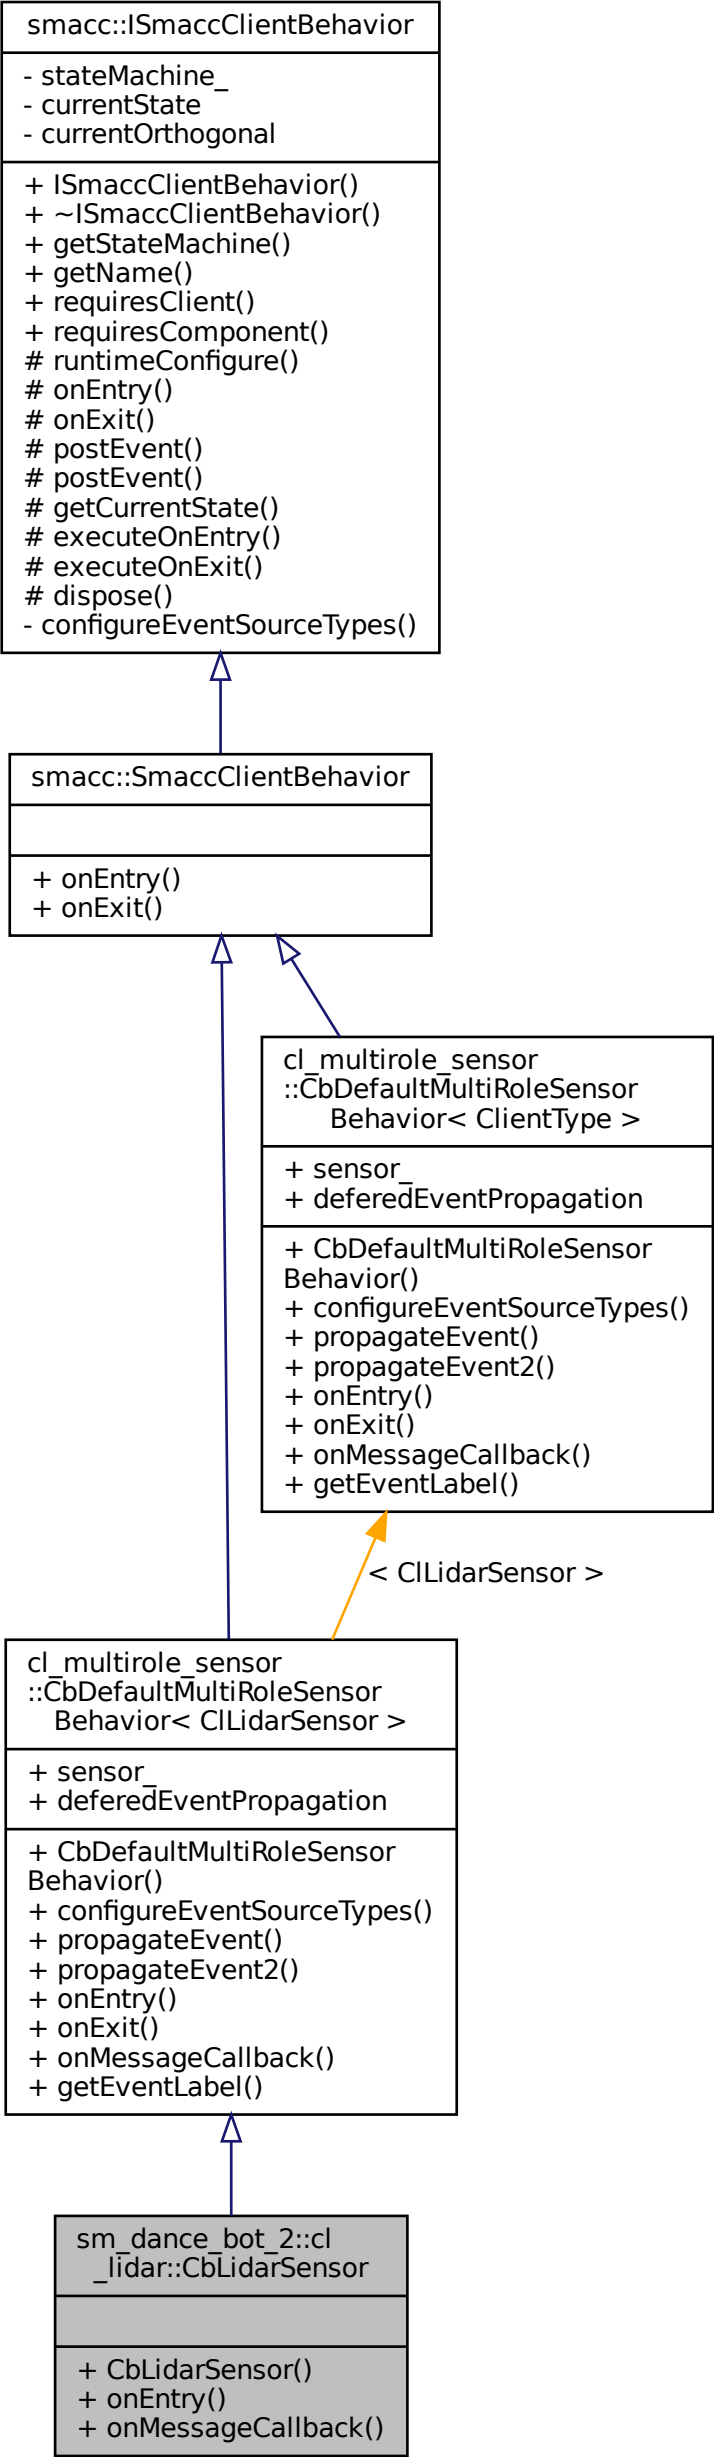 smacc::ISmaccClientBehavior
- stateMachine_
- currentState
- currentOrthogonal
+ ISmaccClientBehavior()
+ ~ISmaccClientBehavior()
+ getStateMachine()
+ getName()
+ requiresClient()
+ requiresComponent()
# runtimeConfigure()
# onEntry()
# onExit()
# postEvent()
# postEvent()
# getCurrentState()
# executeOnEntry()
# executeOnExit()
# dispose()
- configureEventSourceTypes()
smacc::SmaccClientBehavior
+ onEntry()
+ onExit()
cl_multirole_sensor
::CbDefaultMultiRoleSensor
Behavior< ClientType >
+ sensor_
+ deferedEventPropagation
+ CbDefaultMultiRoleSensor
Behavior()
+ configureEventSourceTypes()
+ propagateEvent()
+ propagateEvent2()
+ onEntry()
+ onExit()
+ onMessageCallback()
+ getEventLabel()
< ClLidarSensor >
cl_multirole_sensor
::CbDefaultMultiRoleSensor
Behavior< ClLidarSensor >
+ sensor_
+ deferedEventPropagation
+ CbDefaultMultiRoleSensor
Behavior()
+ configureEventSourceTypes()
+ propagateEvent()
+ propagateEvent2()
+ onEntry()
+ onExit()
+ onMessageCallback()
+ getEventLabel()
sm_dance_bot_2::cl
_lidar::CbLidarSensor
+ CbLidarSensor()
+ onEntry()
+ onMessageCallback()